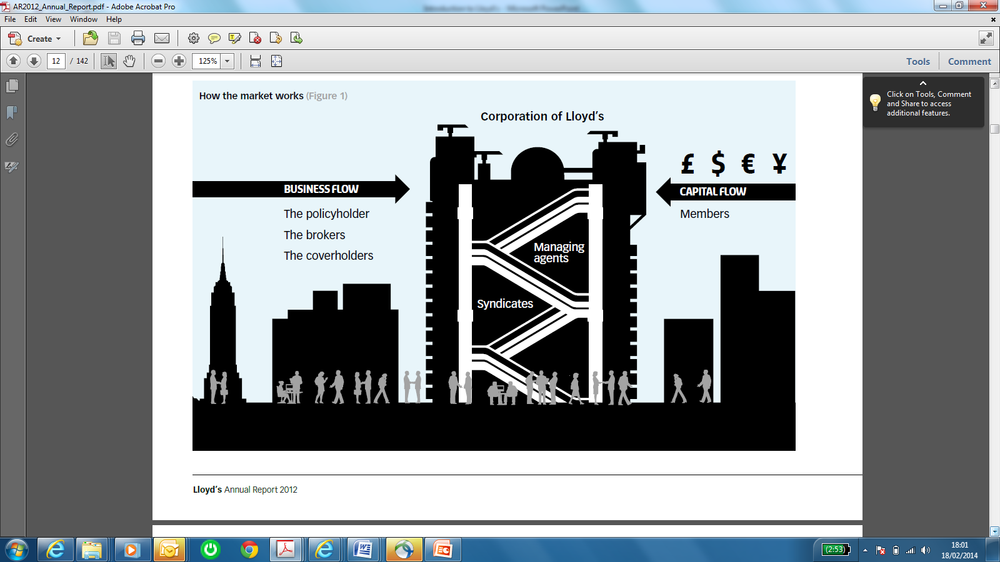 AR2012_Annual_Report.pdf - Adobe Acrobat Pro
File Edit View Window Help
Create
12 / 142
125%
Tools Comment
Click on Tools, Comment
and Share to access
additional features.
How the market works (Figure 1)
Corporation of Lloyd's
£ $ € ¥
BUSINESS FLOW
CAPITAL FLOW
The policyholder
Members
The brokers
The coverholders
Managing
agents
Syndicates
Lloyd's Annual Report 2012
(2:53)
18:01
18/02/2014